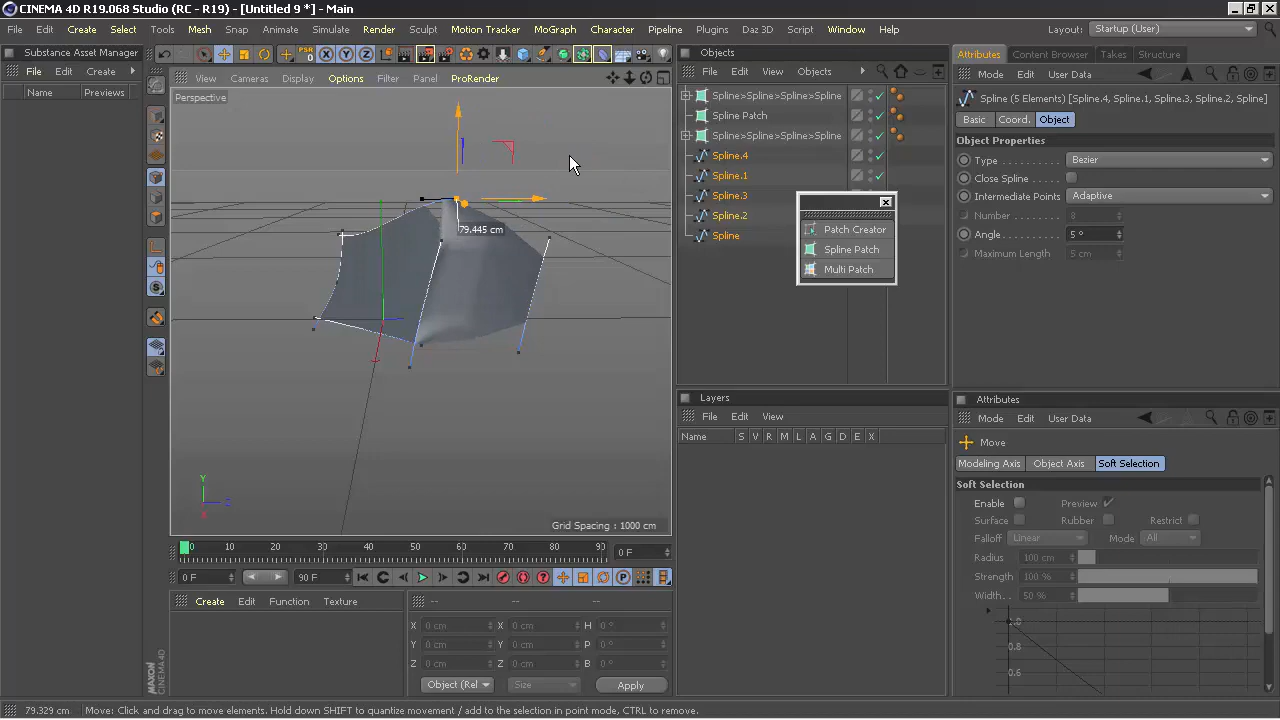 CINEMA 4D R19.068 Studio (RC - R19) - [Untitled 9 *] - Main
File Edit Create Select Tools Mesh Snap Animate Simulate Render Sculpt Motion Tracker MoGraph Character Pipeline Plugins Daz 3D Script Window Help
Layout: Startup (User)
Substance Asset Manager
File Edit Create
Name Previews
View Cameras Display Options Filter Panel ProRender
Perspective
79.445 cm
Y
Z
X
Grid Spacing : 1000 cm
Objects
File Edit View Objects
Spline>Spline>Spline>Spline
Spline Patch
Spline>Spline>Spline>Spline
Spline.4
Spline.1
Spline.3
Spline.2
Spline
Patch Creator
Spline Patch
Multi Patch
Layers
File Edit View
Name S V R M L A G D E X
Attributes Content Browser Takes Structure
Mode Edit User Data
Spline (5 Elements) [Spline.4, Spline.1, Spline.3, Spline.2, Spline]
Basic Coord. Object
Object Properties
Type Bezier
Close Spline
Intermediate Points Adaptive
Number 8
Angle 5 °
Maximum Length 5 cm
Attributes
Mode Edit User Data
Move
Modeling Axis Object Axis Soft Selection
Soft Selection
Enable Preview
Surface Rubber Restrict
Falloff Linear Mode All
Radius 100 cm
Strength 100 %
Width. . 50 %
1.0
0.8
0.6
0 10 20 30 40 50 60 70 80 90 0 F
0 F 90 F
Create Edit Function Texture
-- -- --
X 0 cm X 0 cm H 0 °
Y 0 cm Y 0 cm P 0 °
Z 0 cm Z 0 cm B 0 °
Object (Rel Size Apply
MAXON CINEMA 4D
79.329 cm Move: Click and drag to move elements. Hold down SHIFT to quantize movement / add to the selection in point mode, CTRL to remove.